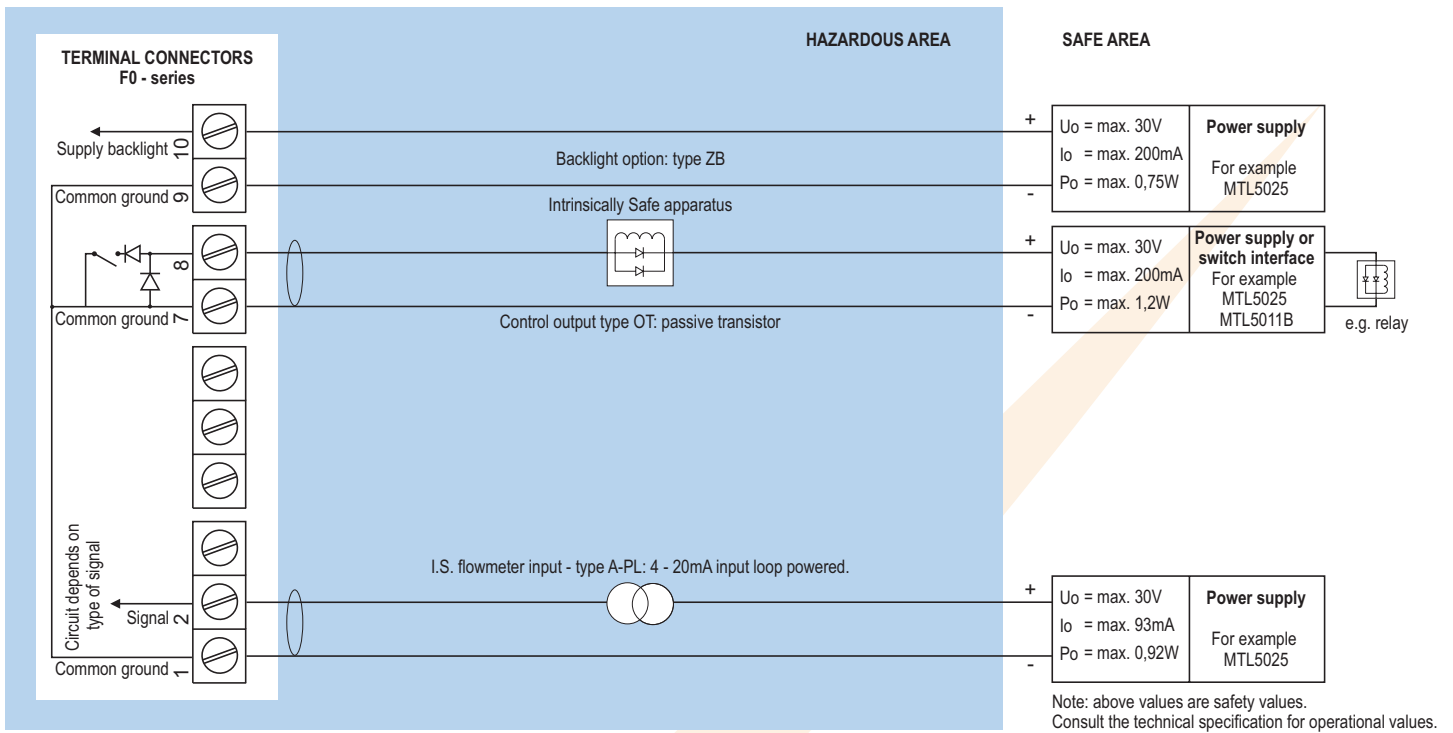 HAZARDOUS AREA
SAFE AREA
TERMINAL CONNECTORS
F0 - series
Supply backlight
10
Backlight option: type ZB
+
Uo = max. 30V
Io = max. 200mA
Po = max. 0,75W
-
Power supply
For example
MTL5025
Common ground
9
Intrinsically Safe apparatus
8
+
Uo = max. 30V
Io = max. 200mA
Po = max. 1,2W
-
Power supply or
switch interface
For example
MTL5025
MTL5011B
e.g. relay
Common ground
7
Control output type OT: passive transistor
Circuit depends on
type of signal
I.S. flowmeter input - type A-PL: 4 - 20mA input loop powered.
Signal
2
+
Uo = max. 30V
Io = max. 93mA
Po = max. 0,92W
-
Power supply
For example
MTL5025
Common ground
1
Note: above values are safety values.
Consult the technical specification for operational values.